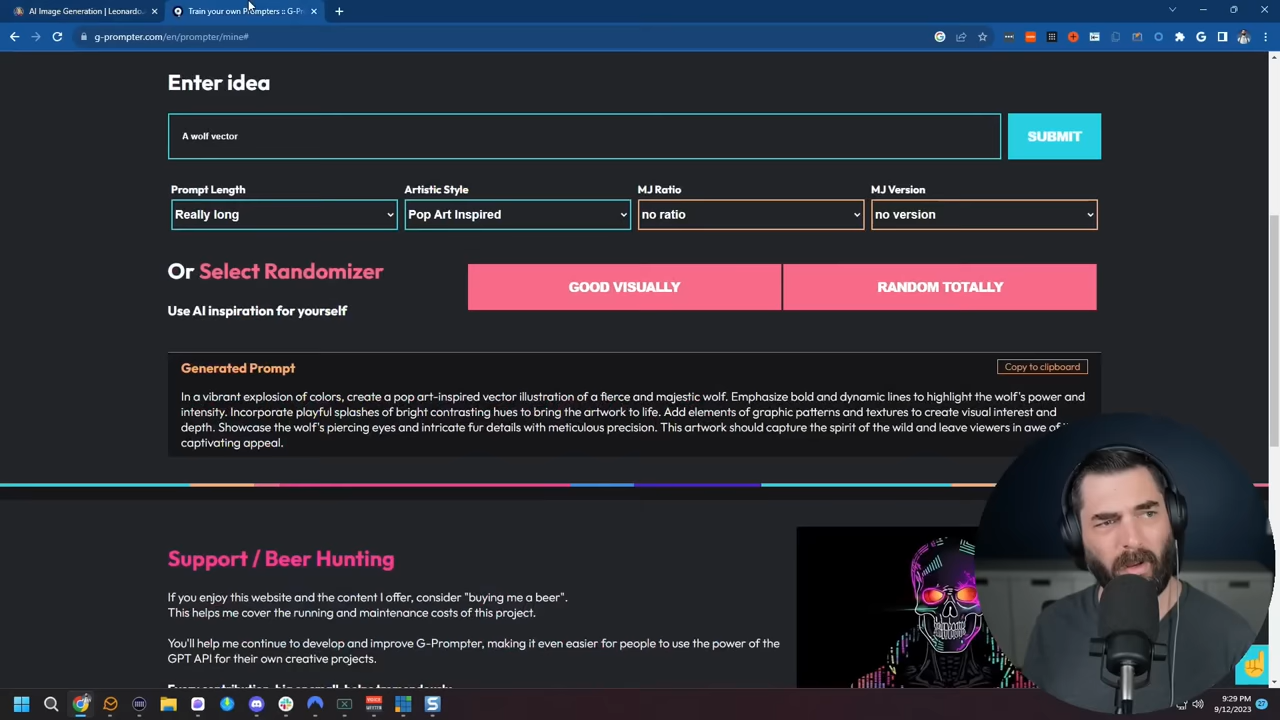 AI Image Generation | Leonardo.
Train your own Prompters :: G-Pr
g-prompter.com/en/prompter/mine#
Enter idea
A wolf vector
SUBMIT
Prompt Length
Artistic Style
MJ Ratio
MJ Version
Really long
Pop Art Inspired
no ratio
no version
Or Select Randomizer
GOOD VISUALLY
RANDOM TOTALLY
Use AI inspiration for yourself
Generated Prompt
Copy to clipboard
In a vibrant explosion of colors, create a pop art-inspired vector illustration of a fierce and majestic wolf. Emphasize bold and dynamic lines to highlight the wolf's power and
intensity. Incorporate playful splashes of bright contrasting hues to bring the artwork to life. Add elements of graphic patterns and textures to create visual interest and
depth. Showcase the wolf's piercing eyes and intricate fur details with meticulous precision. This artwork should capture the spirit of the wild and leave viewers in awe of
captivating appeal.
Support / Beer Hunting
If you enjoy this website and the content I offer, consider "buying me a beer".
This helps me cover the running and maintenance costs of this project.
You'll help me continue to develop and improve G-Prompter, making it even easier for people to use the power of the
GPT API for their own creative projects.
Every contribution, big or small, helps tremendously
9:29 PM
9/12/2023